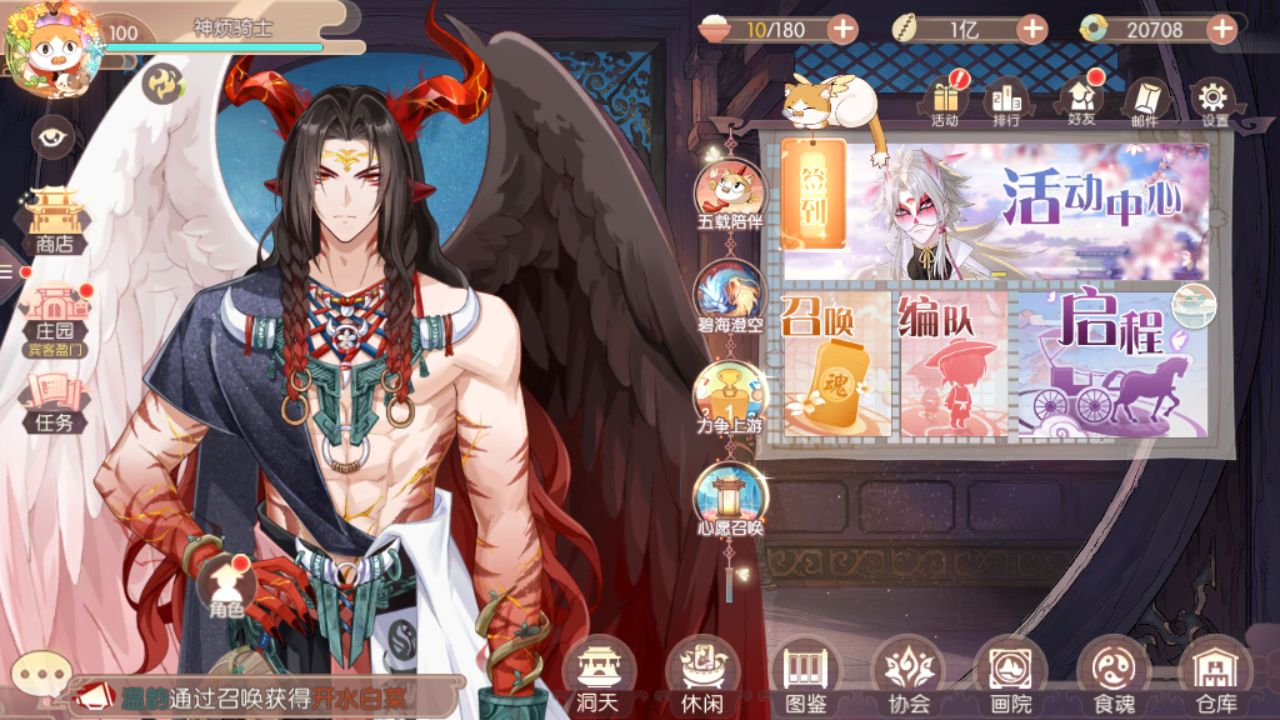 100
神烦骑士
10/180
1亿
20708
活动
排行
好友
邮件
设置
商店
庄园
宾客盈门
任务
五载陪伴
碧海澄空
力争上游
心愿召唤
签到
活动中心
召唤
魂
编队
启程
角色
温韵通过召唤获得开水白菜
洞天
休闲
图鉴
协会
画院
食魂
仓库